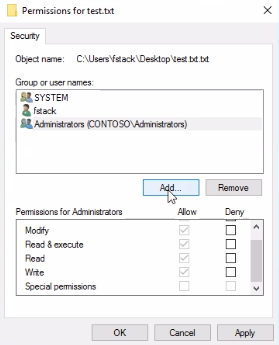 Permissions for test.txt
Security
Object name: C:\Users\fstack\Desktop\test.txt.txt
Group or user names:
SYSTEM
fstack
Administrators (CONTOSO\Administrators)
Add... Remove
Permissions for Administrators Allow Deny
Modify
Read & execute
Read
Write
Special permissions
OK Cancel Apply